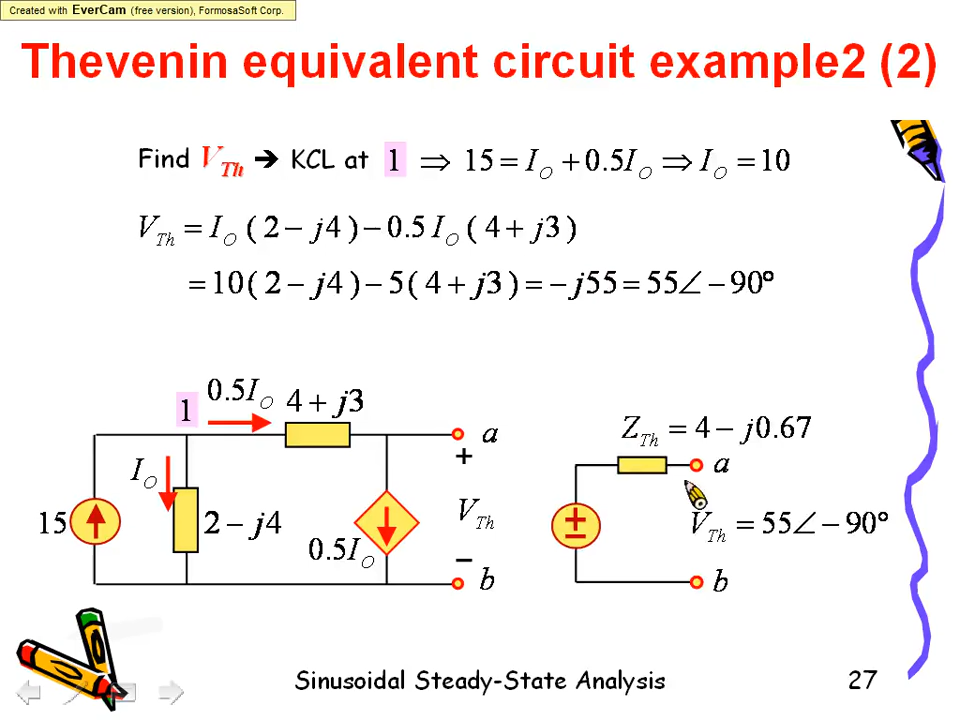 Created with EverCam (free version), FormosaSoft Corp.
Thevenin equivalent circuit example2 (2)
Find V_Th ➔ KCL at 1 ⇒ 15 = I_O + 0.5I_O ⇒ I_O = 10
V_Th = I_O ( 2 − j4 ) − 0.5 I_O ( 4 + j3 )
= 10( 2 − j4 ) − 5( 4 + j3 ) = − j55 = 55∠ − 90°
0.5I_O
4 + j3
1
a
+
I_O
15
2 − j4
0.5I_O
V_Th
−
b
Z_Th = 4 − j0.67
a
±
V_Th = 55∠ − 90°
b
Sinusoidal Steady-State Analysis
27